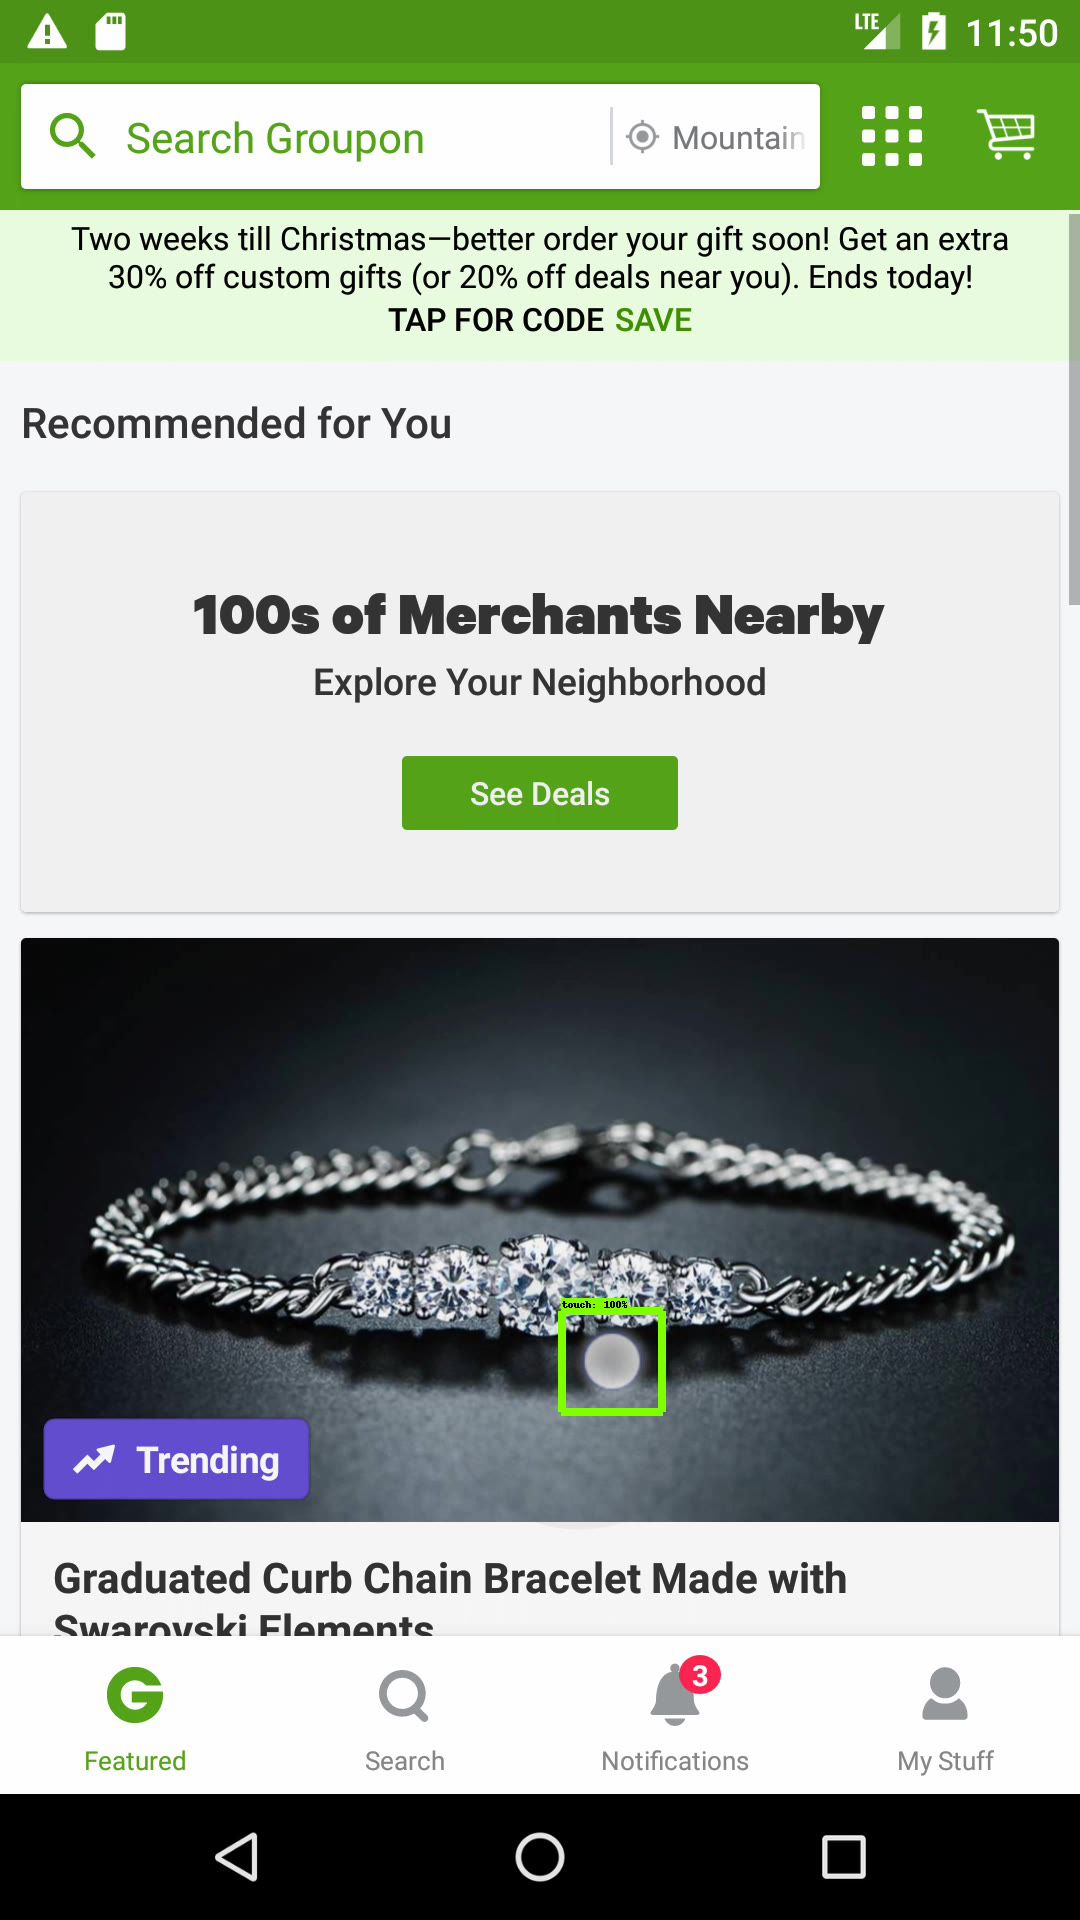 LTE 11:50
Search Groupon Mountain
Two weeks till Christmas—better order your gift soon! Get an extra
30% off custom gifts (or 20% off deals near you). Ends today!
TAP FOR CODE SAVE
Recommended for You
100s of Merchants Nearby
Explore Your Neighborhood
See Deals
touch: 100%
Trending
Graduated Curb Chain Bracelet Made with
Swarovski Elements
3
Featured Search Notifications My Stuff